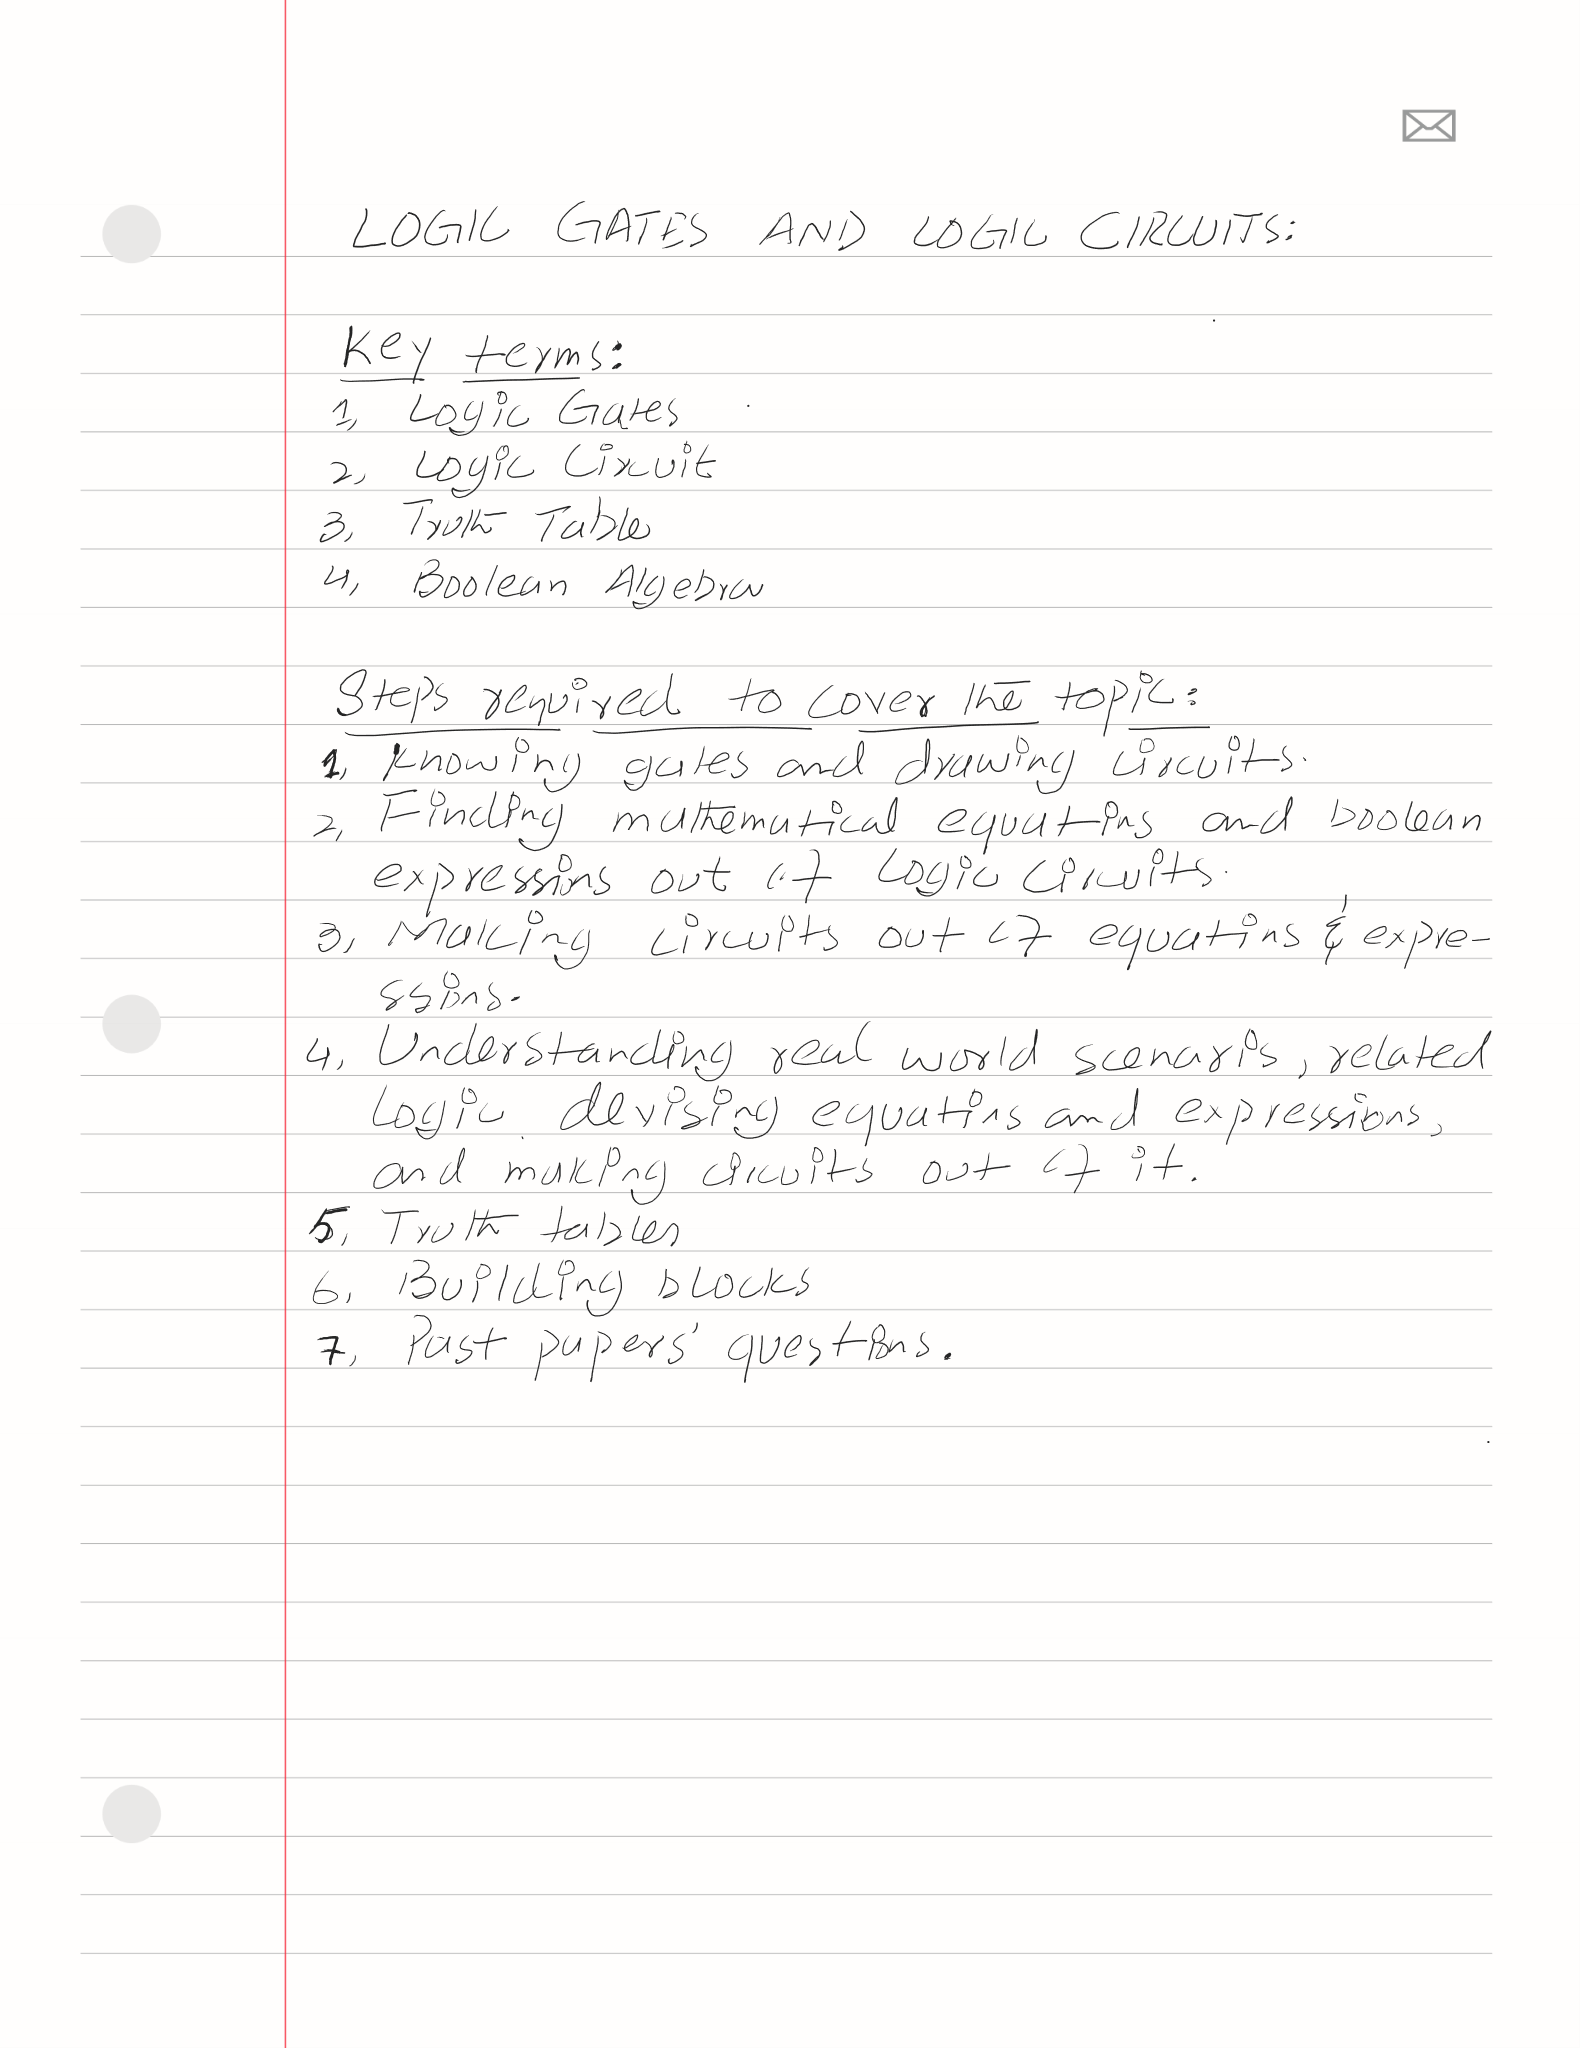 LOGIC GATES AND LOGIC CIRCUITS:
Key terms:
1, Logic Gates
2, Logic Circuit
3, Truth Table
4, Boolean Algebra
Steps required to cover the topic:
1, Knowing gates and drawing circuits.
2, Finding mathematical equations and boolean
expressions out of Logic Circuits.
3, Making circuits out of equations & expre-
ssions.
4, Understanding real world scenarios, related
Logic, devising equations and expressions,
and making circuits out of it.
5, Truth tables
6, Building blocks
7, Past papers' questions.